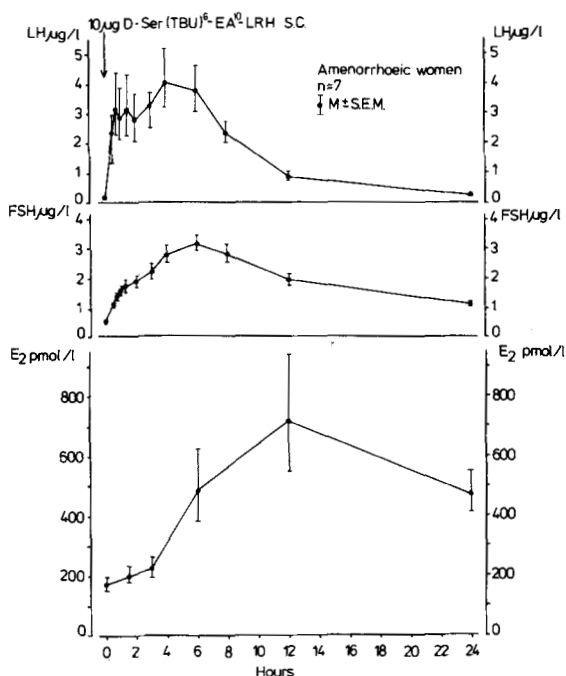 10 µg D-Ser (TBU)⁶-EA¹⁰-LRH S.C.
LH µg/l
LH µg/l
5
4
3
2
1
0
Amenorrhoeic women
n=7
M ± S.E.M.
5
4
3
2
1
0
FSH µg/l
FSH µg/l
4
3
2
1
0
4
3
2
1
0
E₂ pmol/l
E₂ pmol/l
800
600
400
200
0
800
600
400
200
0
0 2 4 6 8 10 12 14 16 18 20 22 24
Hours